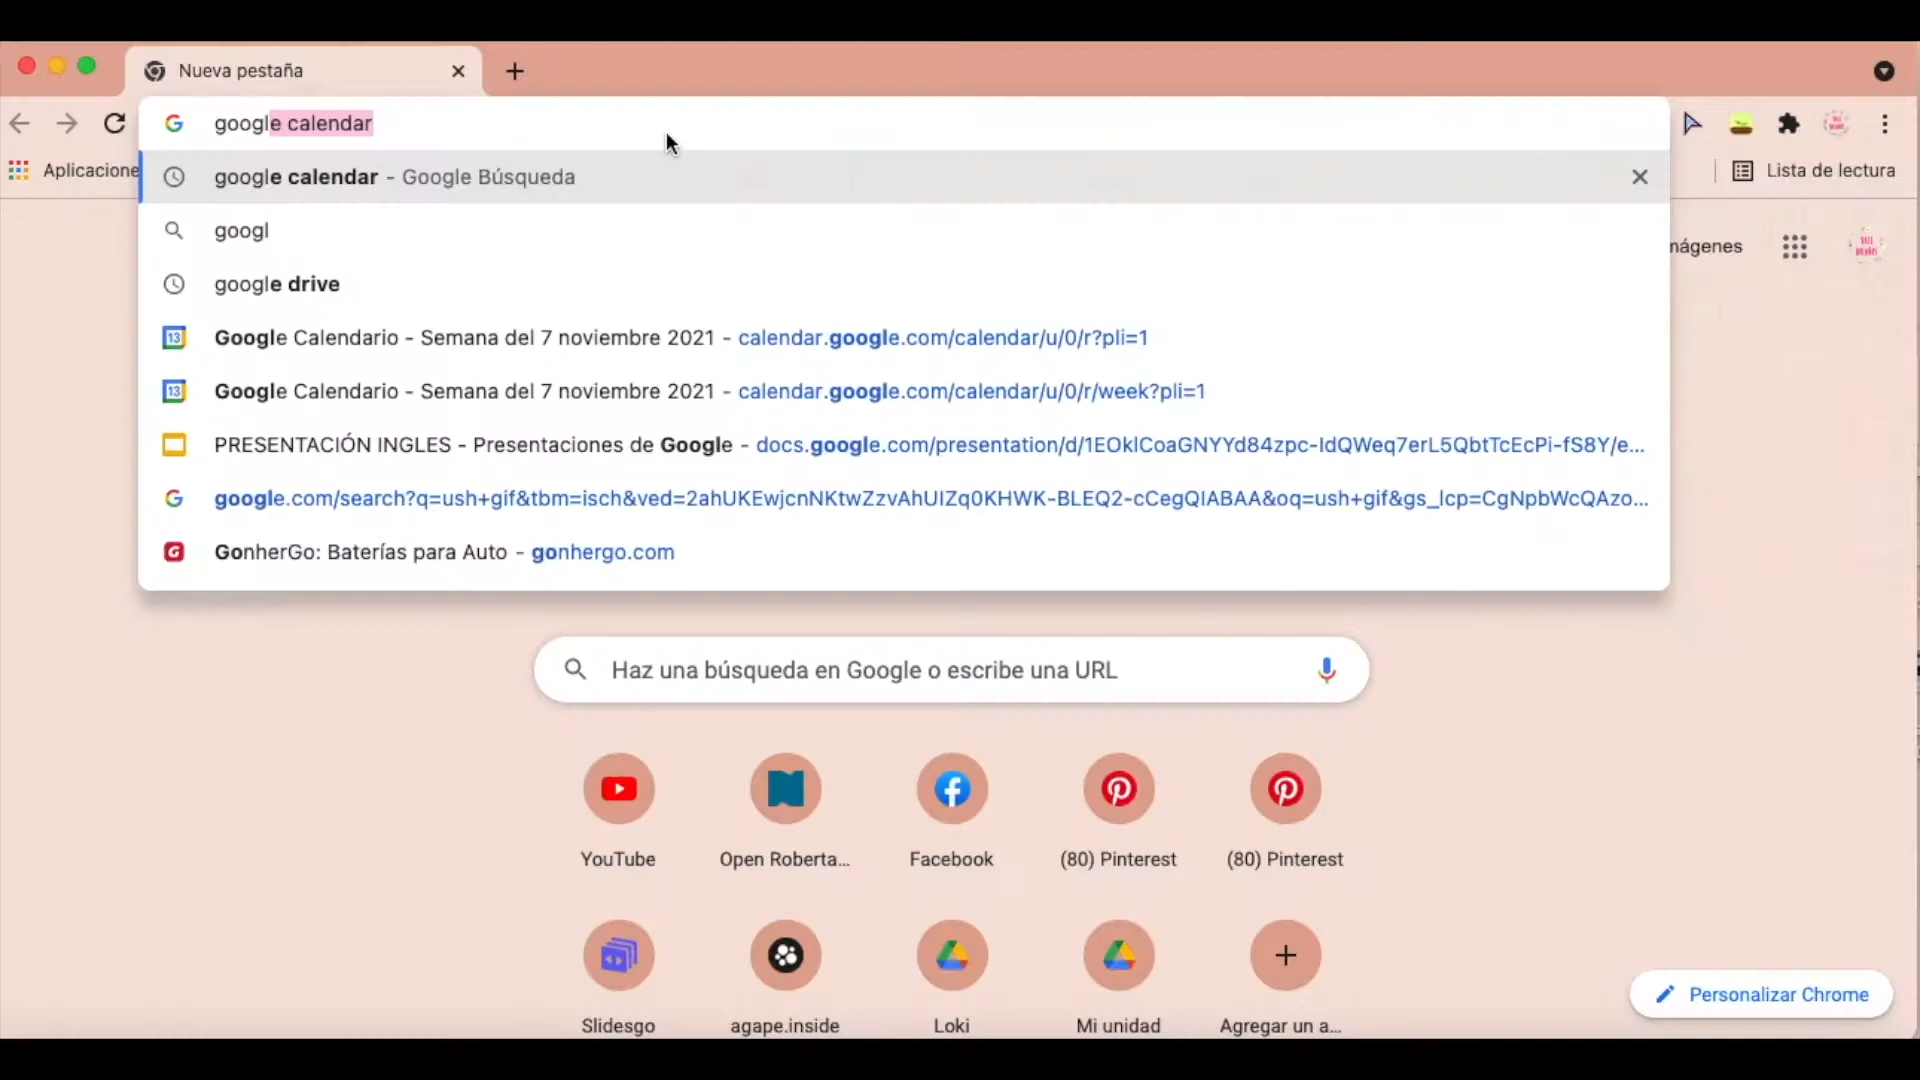 Nueva pestaña
google calendar
Aplicacione
Lista de lectura
google calendar - Google Búsqueda
googl
mágenes
google drive
Google Calendario - Semana del 7 noviembre 2021 - calendar.google.com/calendar/u/0/r?pli=1
Google Calendario - Semana del 7 noviembre 2021 - calendar.google.com/calendar/u/0/r/week?pli=1
PRESENTACIÓN INGLES - Presentaciones de Google - docs.google.com/presentation/d/1EOklCoaGNYYd84zpc-IdQWeq7erL5QbtTcEcPi-fS8Y/e...
google.com/search?q=ush+gif&tbm=isch&ved=2ahUKEwjcnNKtwZzvAhUIZq0KHWK-BLEQ2-cCegQIABAA&oq=ush+gif&gs_lcp=CgNpbWcQAzo...
GonherGo: Baterías para Auto - gonhergo.com
Haz una búsqueda en Google o escribe una URL
YouTube Open Roberta... Facebook (80) Pinterest (80) Pinterest
Slidesgo agape.inside Loki Mi unidad Agregar un a...
Personalizar Chrome